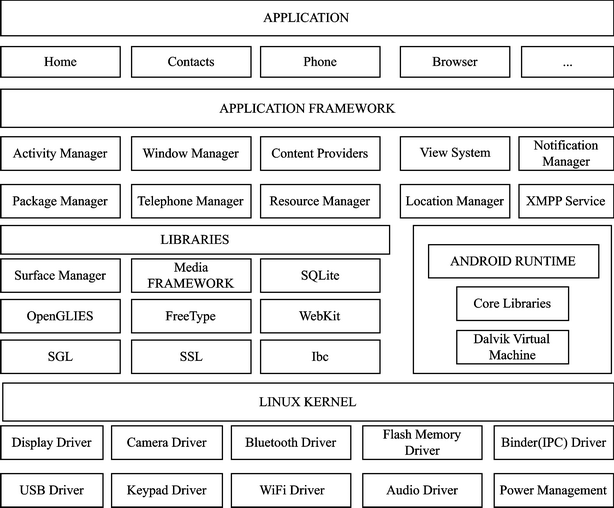 APPLICATION
Home
Contacts
Phone
Browser
...
APPLICATION FRAMEWORK
Activity Manager
Window Manager
Content Providers
View System
Notification
Manager
Package Manager
Telephone Manager
Resource Manager
Location Manager
XMPP Service
LIBRARIES
Surface Manager
Media
FRAMEWORK
SQLite
OpenGLIES
FreeType
WebKit
SGL
SSL
Ibc
ANDROID RUNTIME
Core Libraries
Dalvik Virtual
Machine
LINUX KERNEL
Display Driver
Camera Driver
Bluetooth Driver
Flash Memory
Driver
Binder(IPC) Driver
USB Driver
Keypad Driver
WiFi Driver
Audio Driver
Power Management